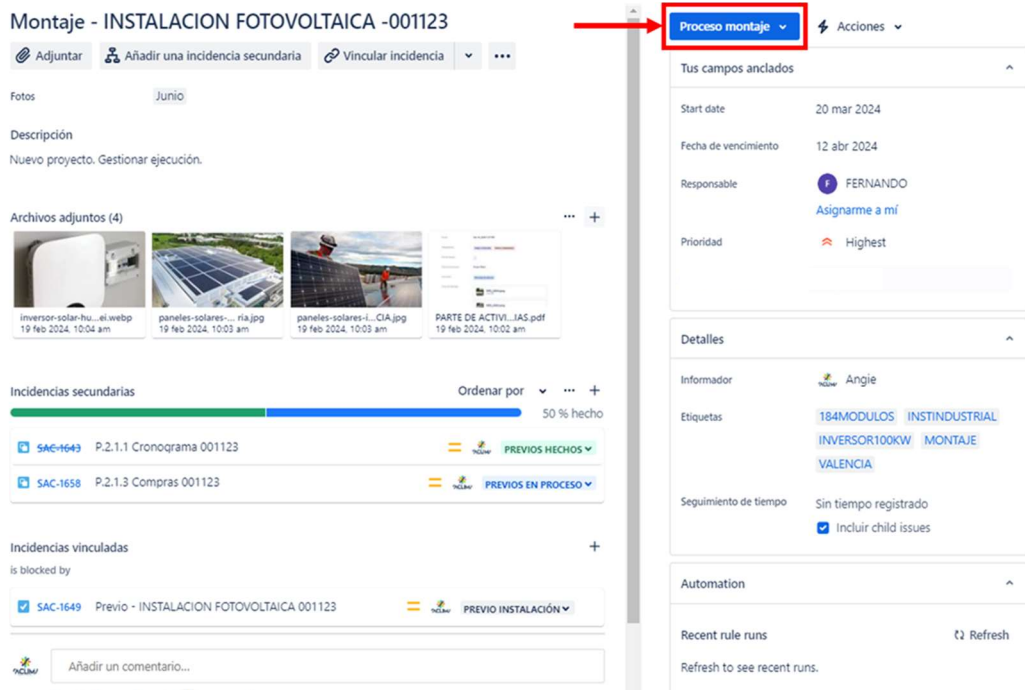 Montaje - INSTALACION FOTOVOLTAICA -001123
Adjuntar Añadir una incidencia secundaria Vincular incidencia
Fotos Junio
Descripción
Nuevo proyecto. Gestionar ejecución.
Archivos adjuntos (4)
inversor-solar-hu...ei.webp
19 feb 2024, 10:04 am
paneles-solares-... ria.jpg
19 feb 2024, 10:03 am
paneles-solares-i...CIA.jpg
19 feb 2024, 10:03 am
PARTE DE ACTIVI...IAS.pdf
19 feb 2024, 10:02 am
Incidencias secundarias Ordenar por
50 % hecho
SAC-1643 P.2.1.1 Cronograma 001123 PREVIOS HECHOS
SAC-1658 P.2.1.3 Compras 001123 PREVIOS EN PROCESO
Incidencias vinculadas
is blocked by
SAC-1649 Previo - INSTALACION FOTOVOLTAICA 001123 PREVIO INSTALACIÓN
Añadir un comentario...
Proceso montaje Acciones
Tus campos anclados
Start date 20 mar 2024
Fecha de vencimiento 12 abr 2024
Responsable F FERNANDO
Asignarme a mí
Prioridad Highest
Detalles
Informador Angie
Etiquetas 184MODULOS INSTINDUSTRIAL
INVERSOR100KW MONTAJE
VALENCIA
Seguimiento de tiempo Sin tiempo registrado
Incluir child issues
Automation
Recent rule runs Refresh
Refresh to see recent runs.